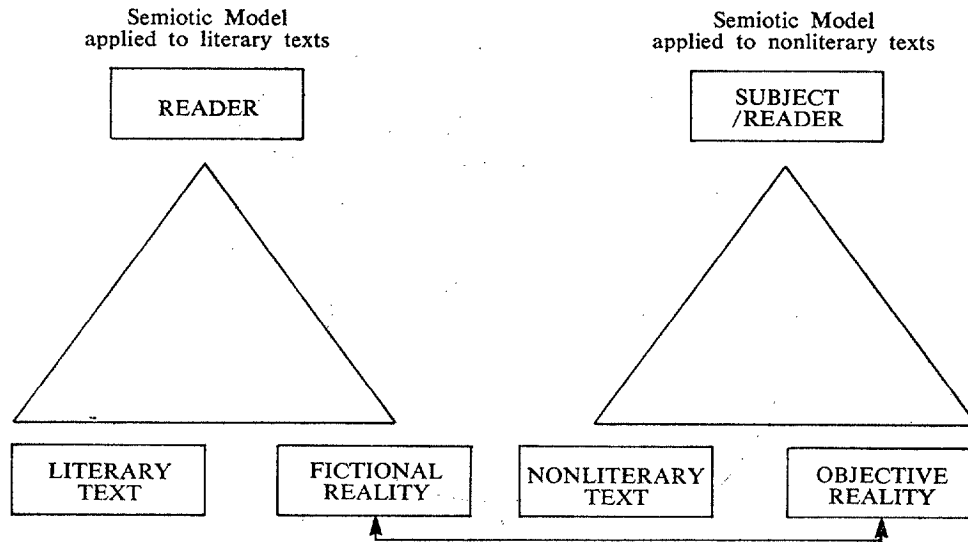 Semiotic Model
applied to literary texts
READER
LITERARY
TEXT
FICTIONAL
REALITY
Semiotic Model
applied to nonliterary texts
SUBJECT
/READER
NONLITERARY
TEXT
OBJECTIVE
REALITY